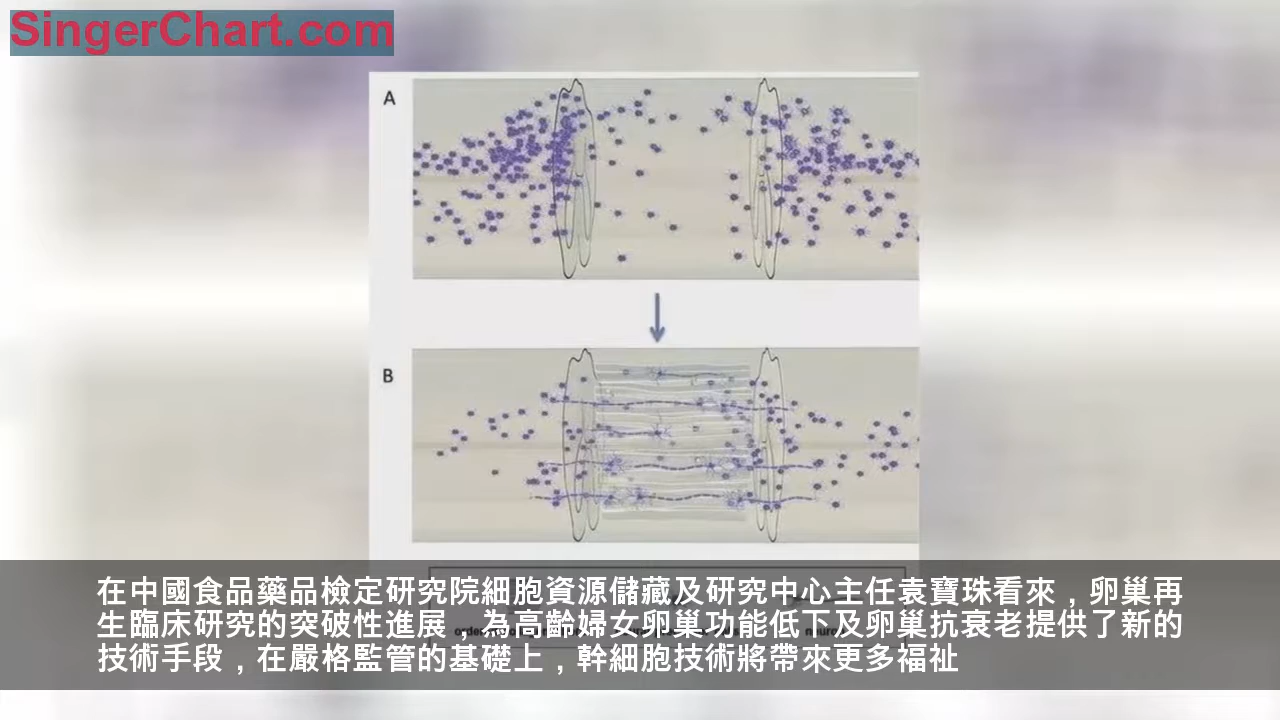 SingerChart.com
A
B
在中國食品藥品檢定研究院細胞資源儲藏及研究中心主任袁寶珠看來，卵巢再
生臨床研究的突破性進展，為高齡婦女卵巢功能低下及卵巢抗衰老提供了新的
技術手段，在嚴格監管的基礎上，幹細胞技術將帶來更多福祉